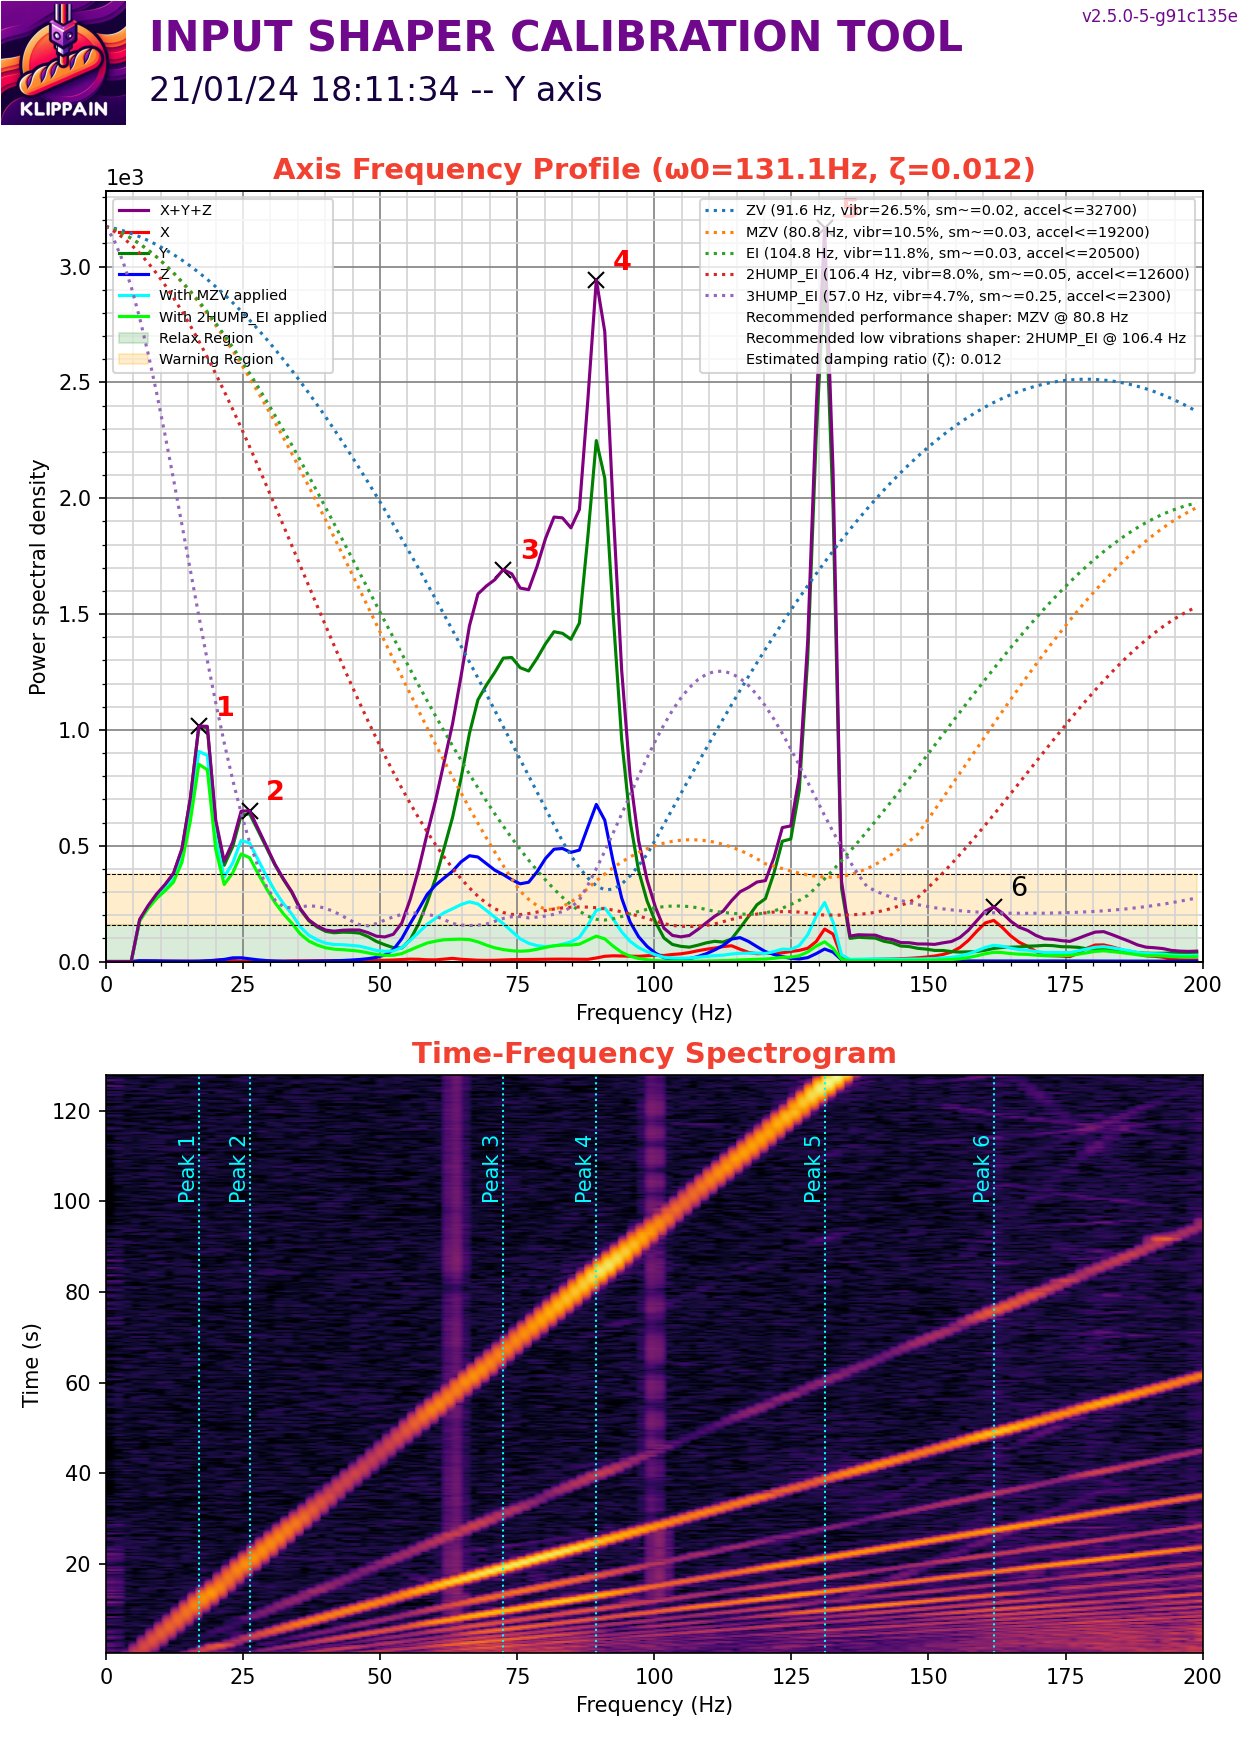 KLIPPAIN
INPUT SHAPER CALIBRATION TOOL
v2.5.0-5-g91c135e
21/01/24 18:11:34 -- Y axis
Axis Frequency Profile (ω0=131.1Hz, ζ=0.012)
1e3
X+Y+Z
X
Y
Z
With MZV applied
With 2HUMP_EI applied
Relax Region
Warning Region
ZV (91.6 Hz, vibr=26.5%, sm~=0.02, accel<=32700)
MZV (80.8 Hz, vibr=10.5%, sm~=0.03, accel<=19200)
EI (104.8 Hz, vibr=11.8%, sm~=0.03, accel<=20500)
2HUMP_EI (106.4 Hz, vibr=8.0%, sm~=0.05, accel<=12600)
3HUMP_EI (57.0 Hz, vibr=4.7%, sm~=0.25, accel<=2300)
Recommended performance shaper: MZV @ 80.8 Hz
Recommended low vibrations shaper: 2HUMP_EI @ 106.4 Hz
Estimated damping ratio (ζ): 0.012
5
4
3
1
2
6
3.0
2.5
2.0
1.5
1.0
0.5
0.0
Power spectral density
0 25 50 75 100 125 150 175 200
Frequency (Hz)
Time-Frequency Spectrogram
Peak 1
Peak 2
Peak 3
Peak 4
Peak 5
Peak 6
120
100
80
60
40
20
Time (s)
0 25 50 75 100 125 150 175 200
Frequency (Hz)